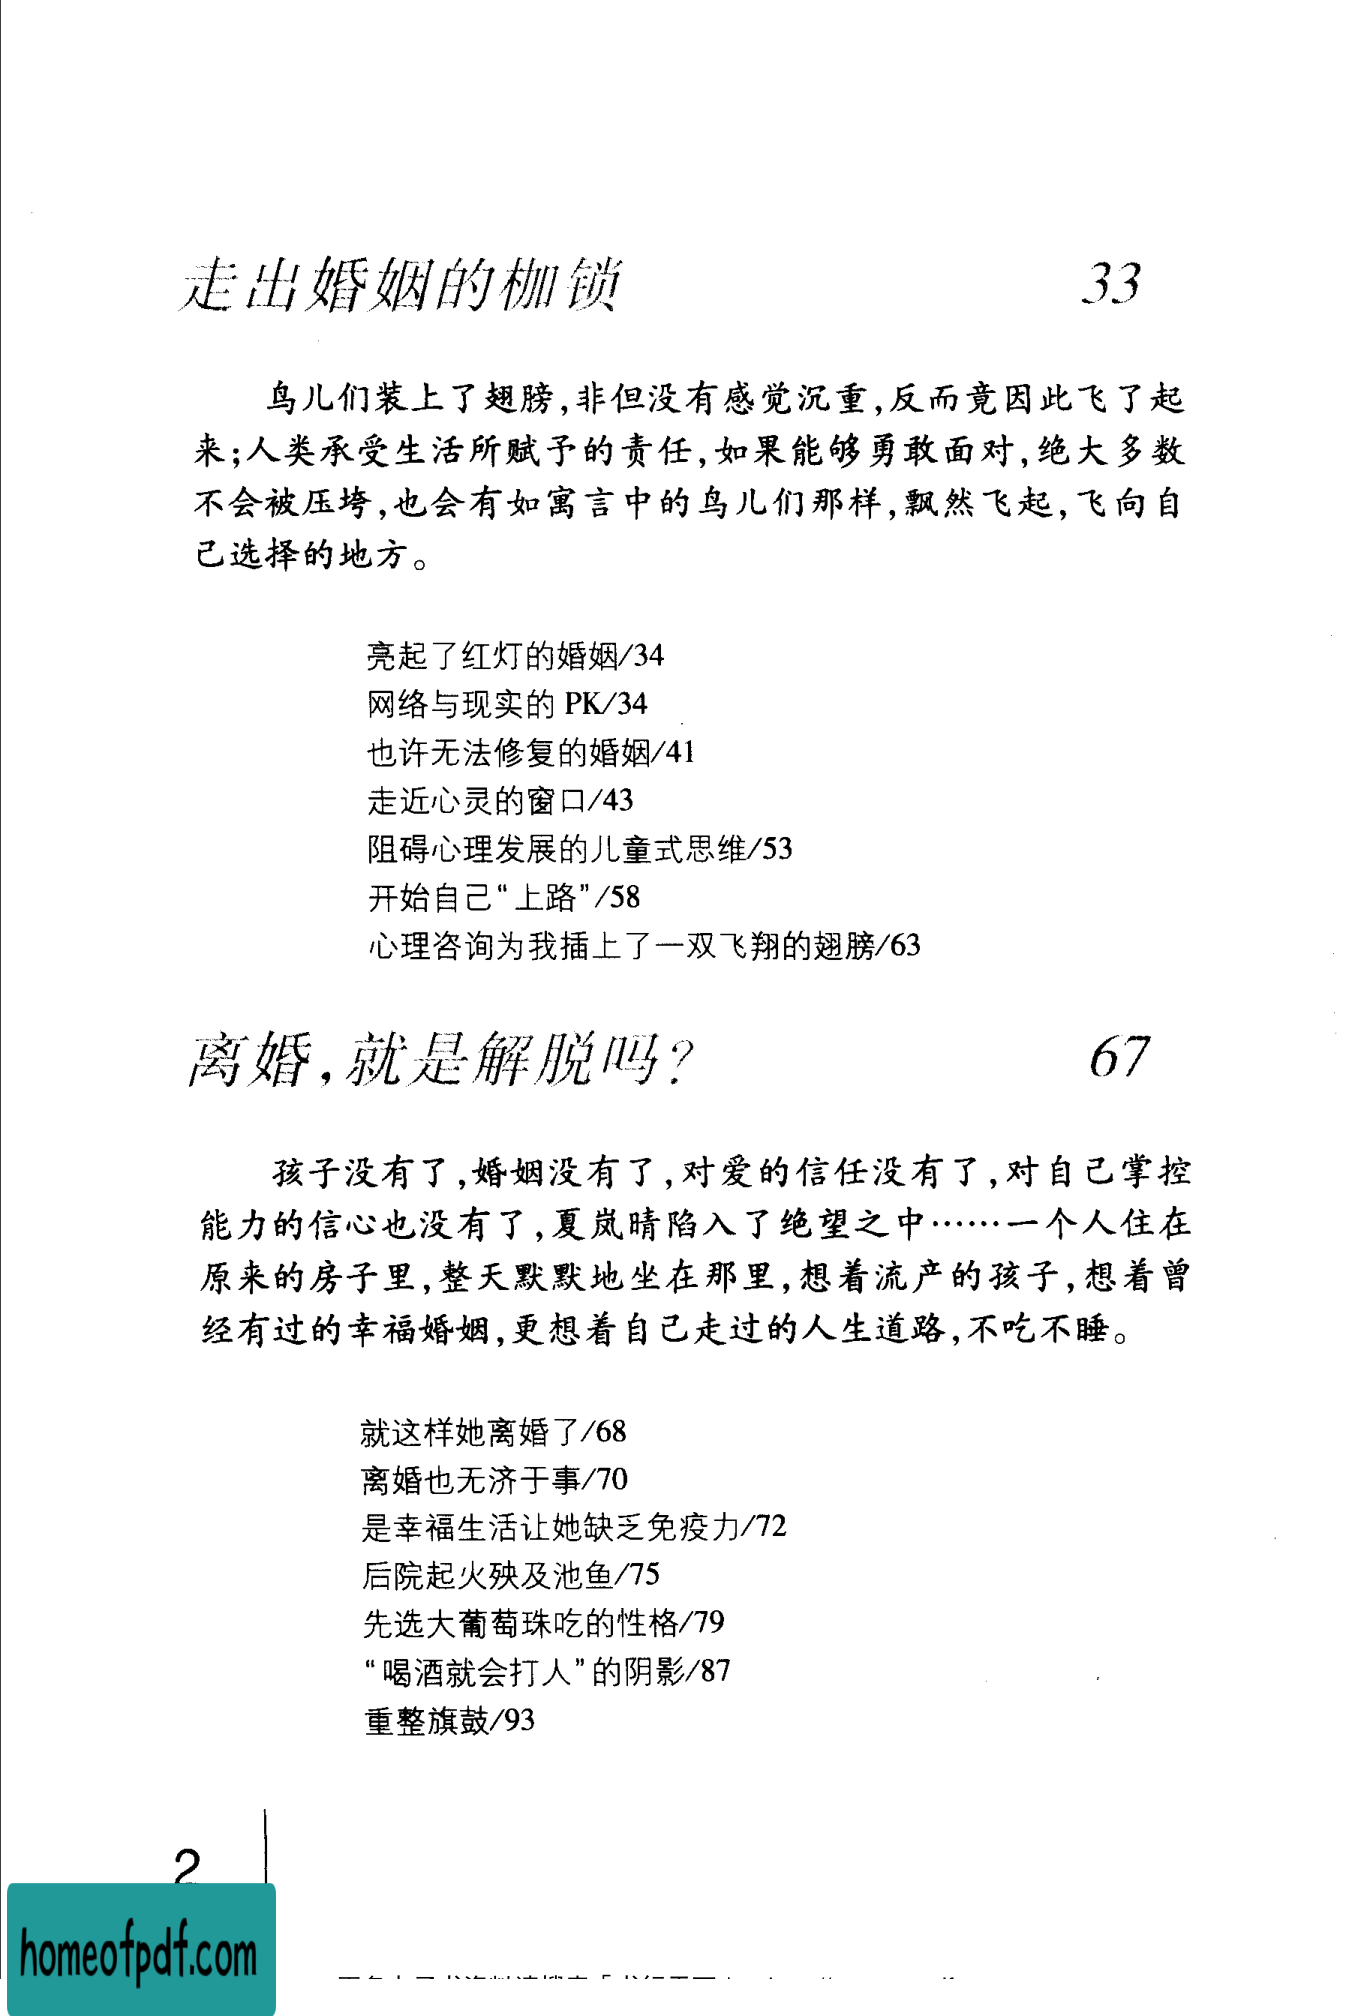 走出婚姻的枷锁 33
鸟儿们装上了翅膀,非但没有感觉沉重,反而竟因此飞了起
来;人类承受生活所赋予的责任,如果能够勇敢面对,绝大多数
不会被压垮,也会有如寓言中的鸟儿们那样,飘然飞起,飞向自
己选择的地方。
亮起了红灯的婚姻/34
网络与现实的 PK/34
也许无法修复的婚姻/41
走近心灵的窗口/43
阻碍心理发展的儿童式思维/53
开始自己“上路”/58
心理咨询为我插上了一双飞翔的翅膀/63
离婚,就是解脱吗? 67
孩子没有了,婚姻没有了,对爱的信任没有了,对自己掌控
能力的信心也没有了,夏岚晴陷入了绝望之中……一个人住在
原来的房子里,整天默默地坐在那里,想着流产的孩子,想着曾
经有过的幸福婚姻,更想着自己走过的人生道路,不吃不睡。
就这样她离婚了/68
离婚也无济于事/70
是幸福生活让她缺乏免疫力/72
后院起火殃及池鱼/75
先选大葡萄珠吃的性格/79
“喝酒就会打人”的阴影/87
重整旗鼓/93
2
homeofpdf.com